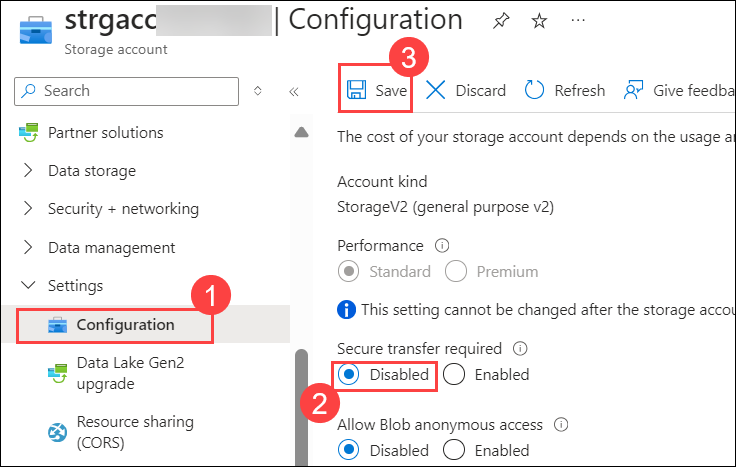 strgacc | Configuration
Storage account
3
Search
Save
Discard
Refresh
Give feedba
Partner solutions
Data storage
Security + networking
Data management
Settings
1
Configuration
Data Lake Gen2
upgrade
Resource sharing
(CORS)
The cost of your storage account depends on the usage a
Account kind
StorageV2 (general purpose v2)
Performance
Standard Premium
This setting cannot be changed after the storage accou
Secure transfer required
Disabled Enabled
2
Allow Blob anonymous access
Disabled Enabled